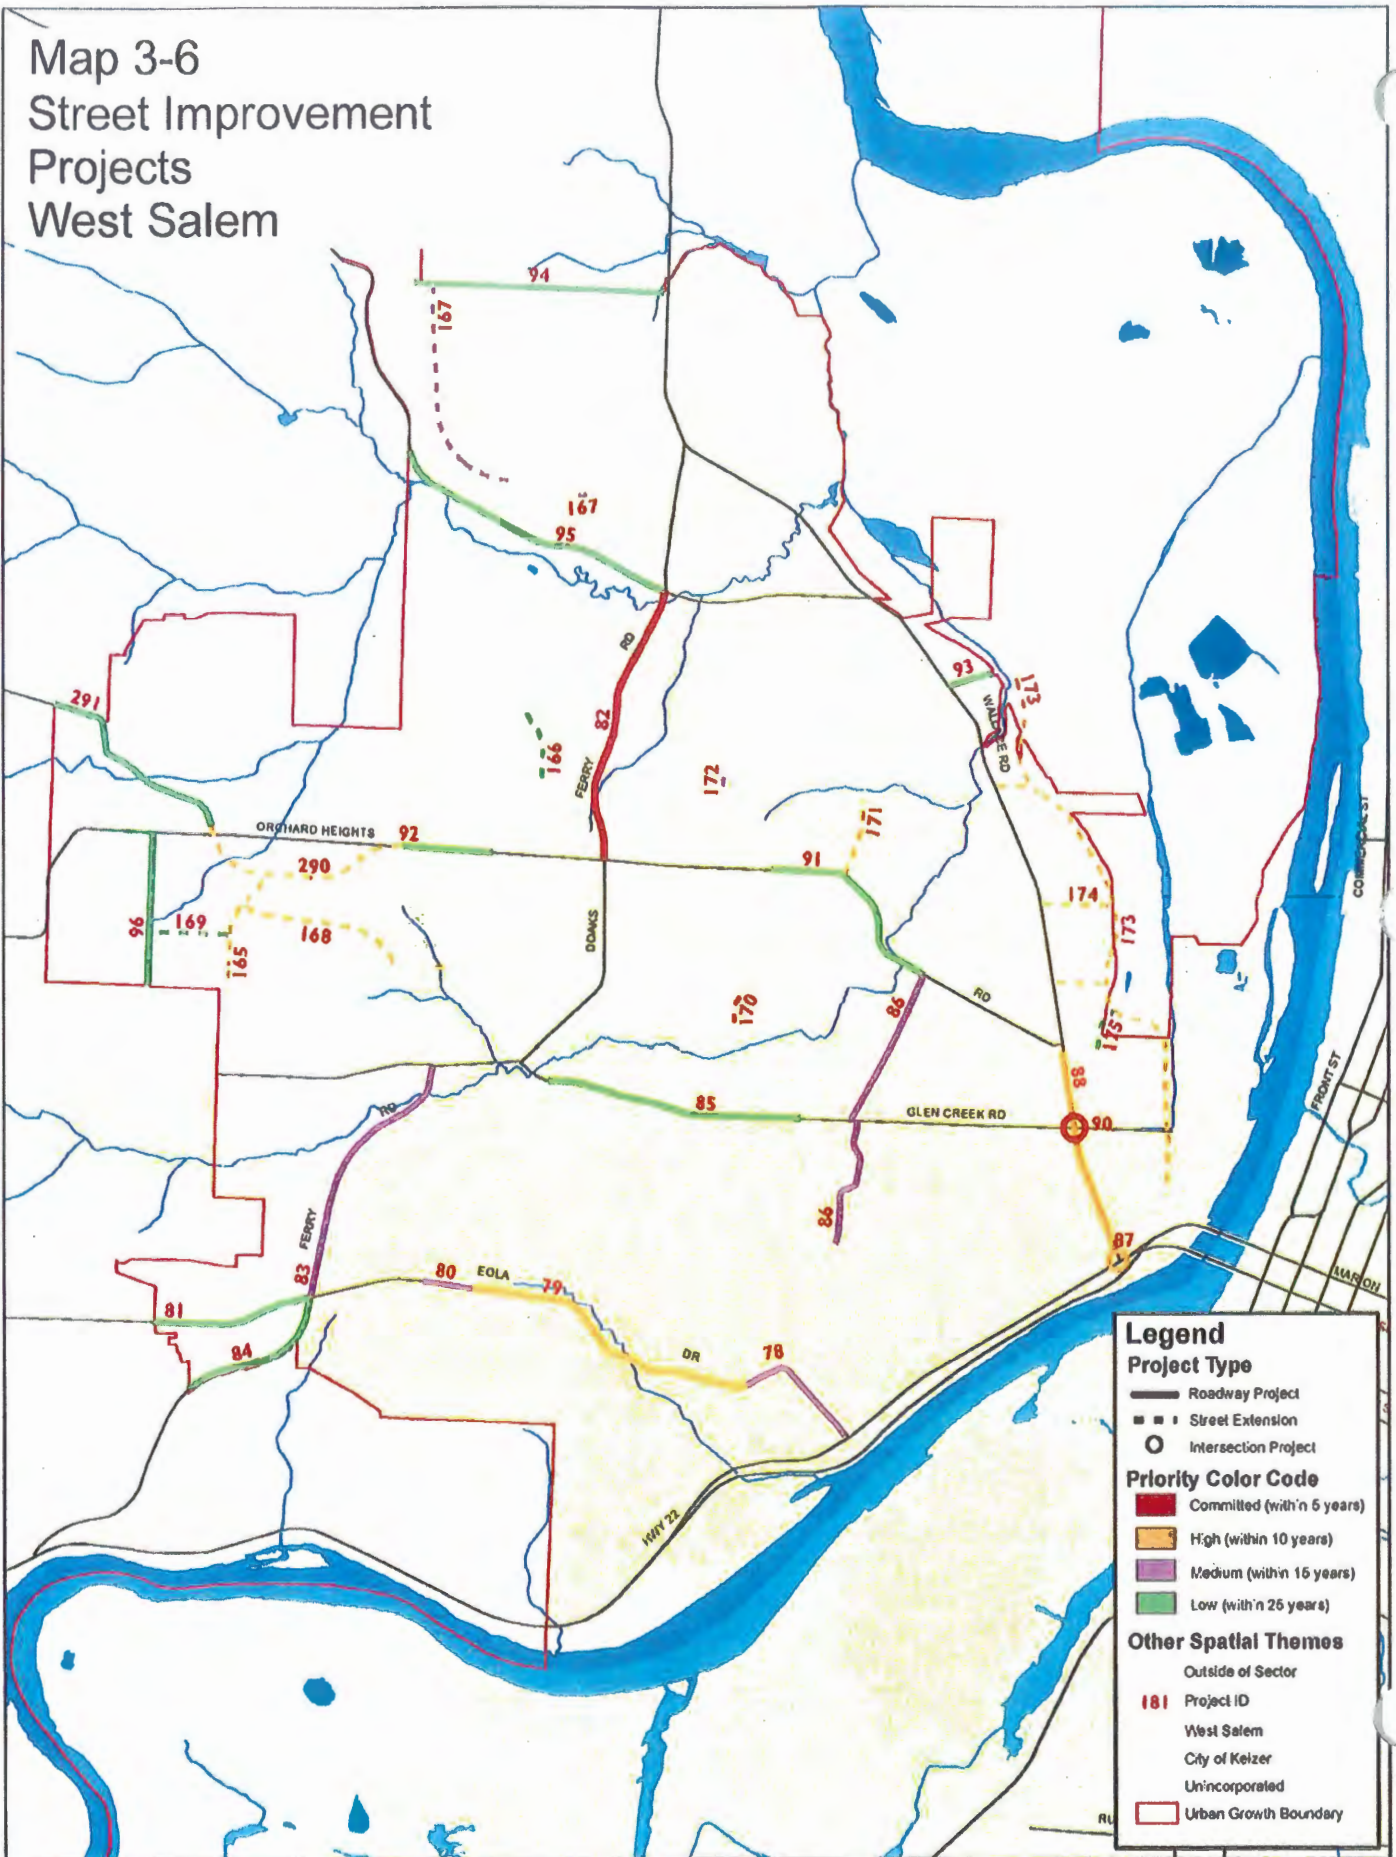 Map 3-6
Street Improvement
Projects
West Salem
94
167
167
95
RD
82
FERRY
166
172
93
173
WALLACE RD
291
ORCHARD HEIGHTS
92
290
91
171
174
173
96
169
168
165
DOAKS
170
86
RD
175
88
85
GLEN CREEK RD
90
RD
86
FERRY
83
87
80
EOLA
79
81
84
DR
78
HWY 22
COMMERCIAL ST
FRONT ST
MARION
RU
Legend
Project Type
Roadway Project
Street Extension
Intersection Project
Priority Color Code
Committed (within 5 years)
High (within 10 years)
Medium (within 15 years)
Low (within 25 years)
Other Spatial Themes
Outside of Sector
181 Project ID
West Salem
City of Keizer
Unincorporated
Urban Growth Boundary